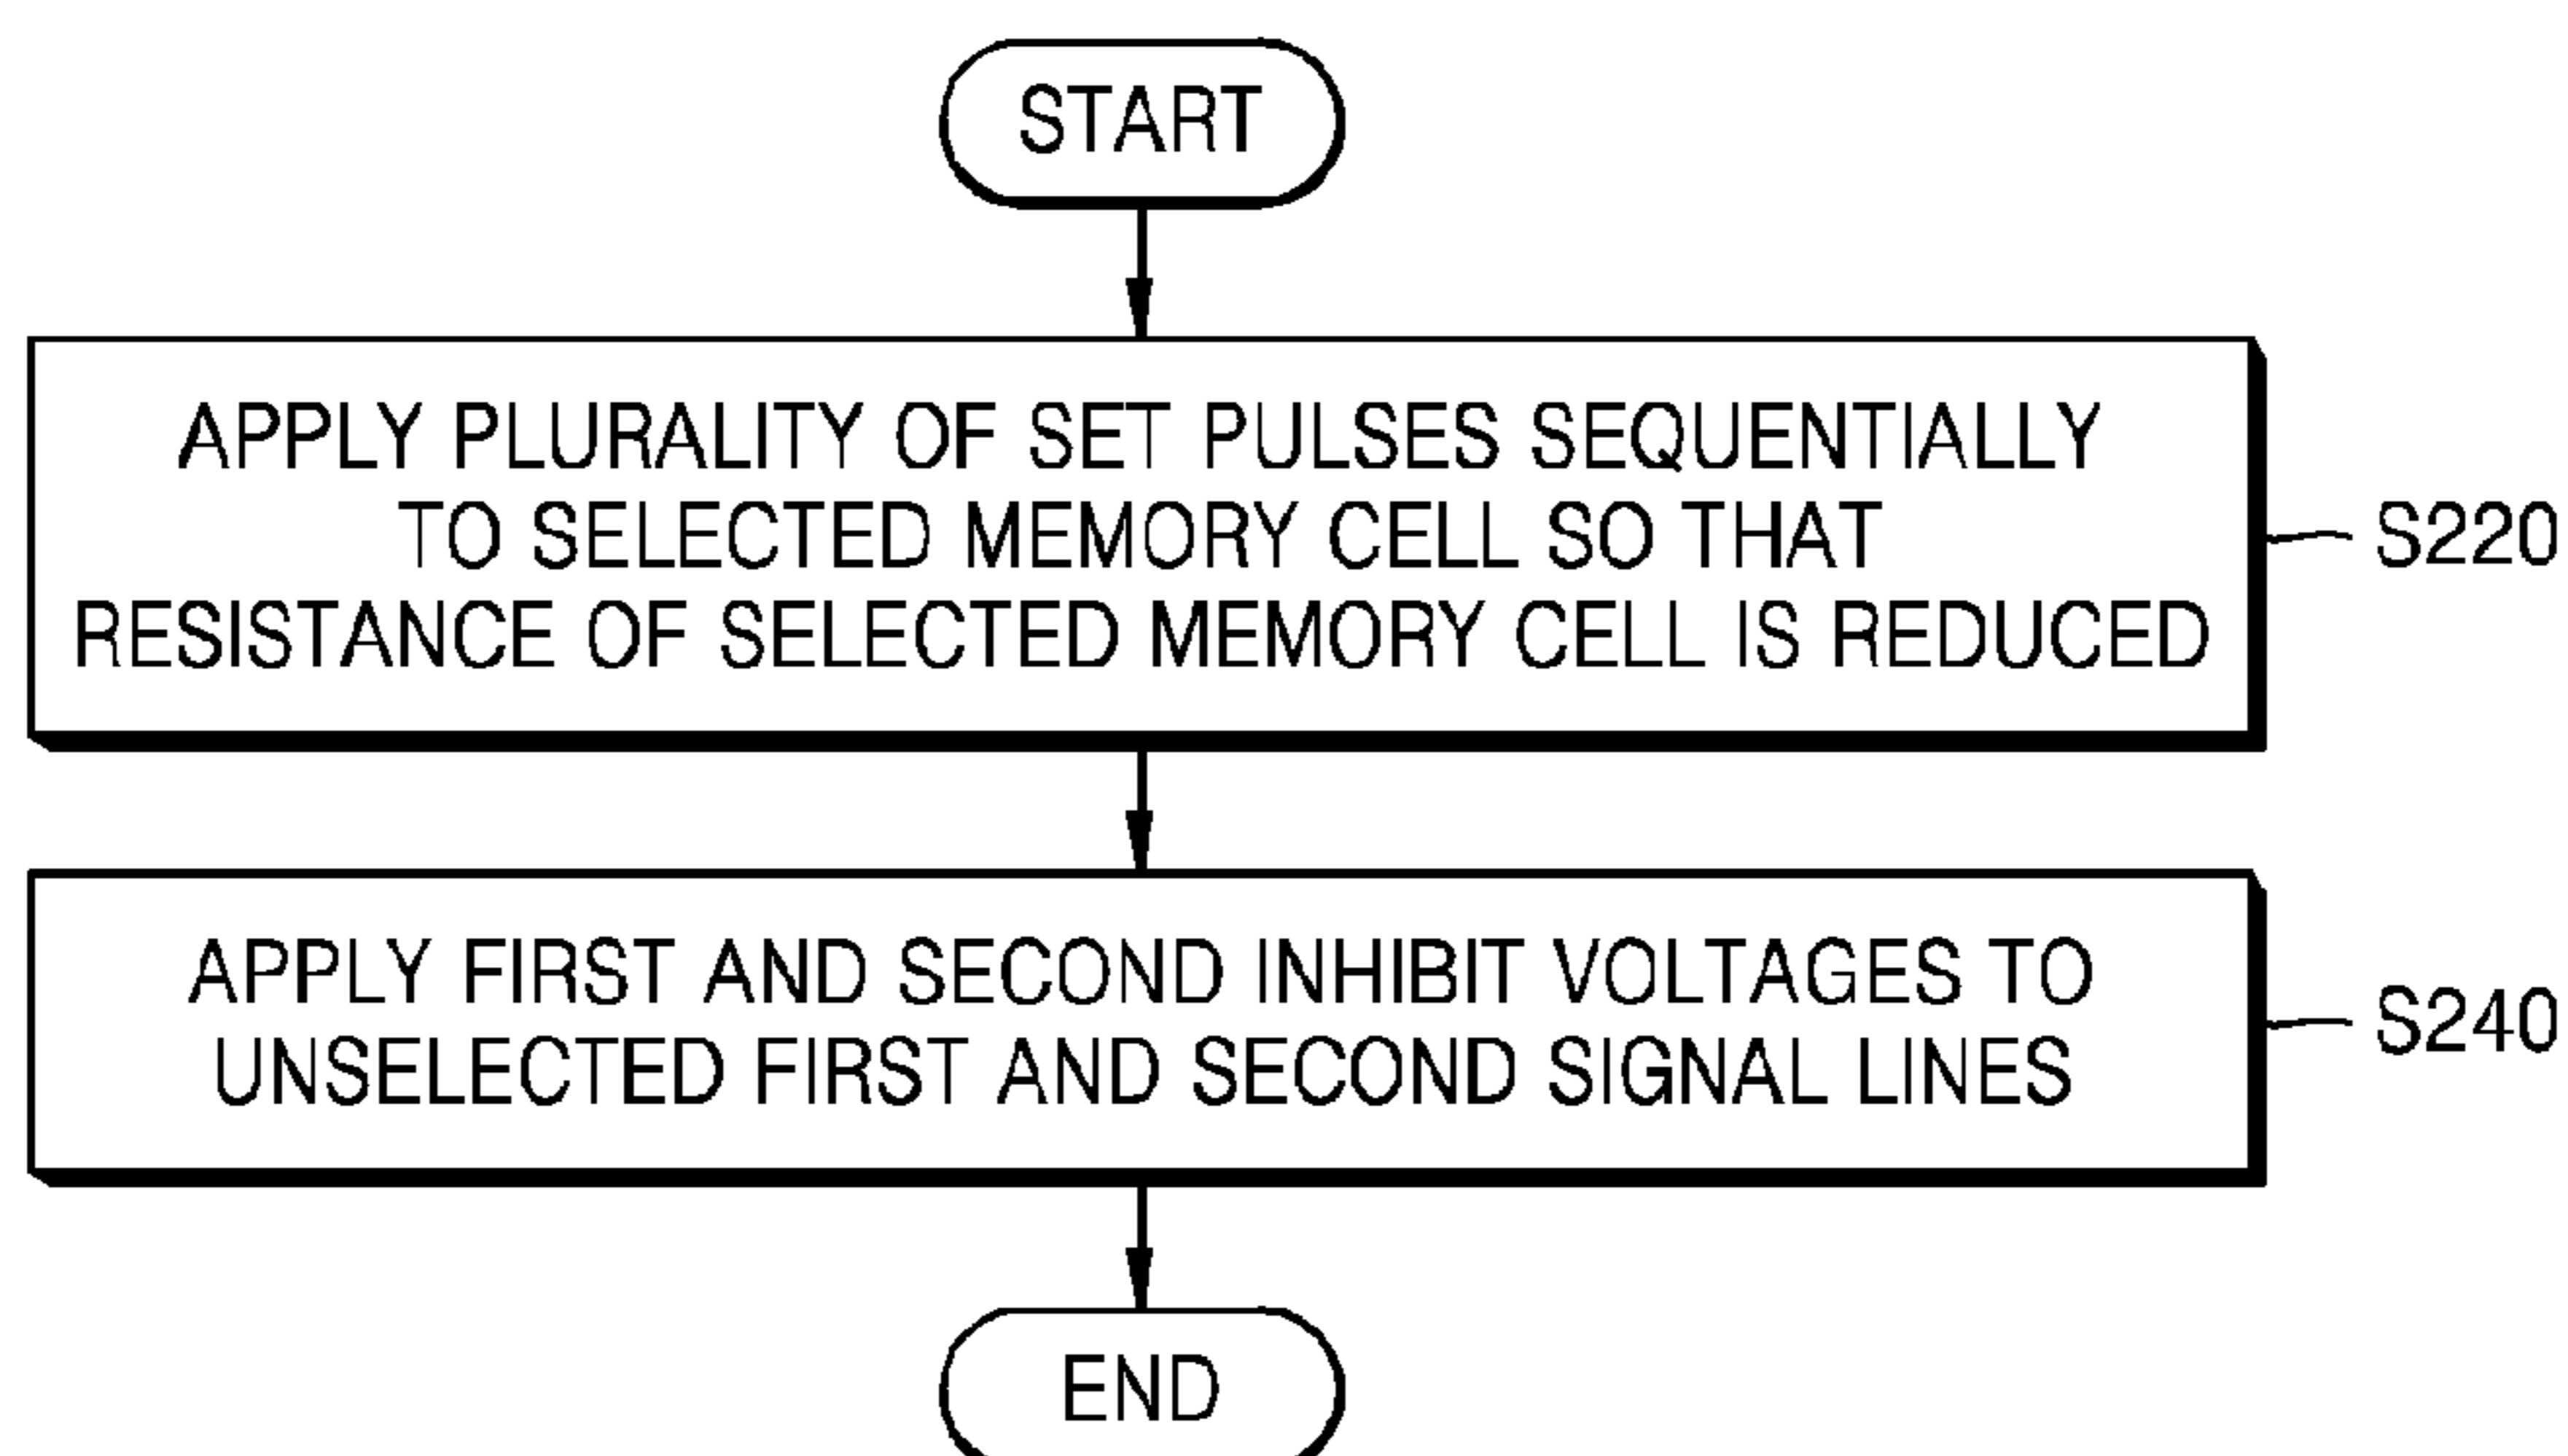 START
APPLY PLURALITY OF SET PULSES SEQUENTIALLY
TO SELECTED MEMORY CELL SO THAT
RESISTANCE OF SELECTED MEMORY CELL IS REDUCED
S220
APPLY FIRST AND SECOND INHIBIT VOLTAGES TO
UNSELECTED FIRST AND SECOND SIGNAL LINES
S240
END